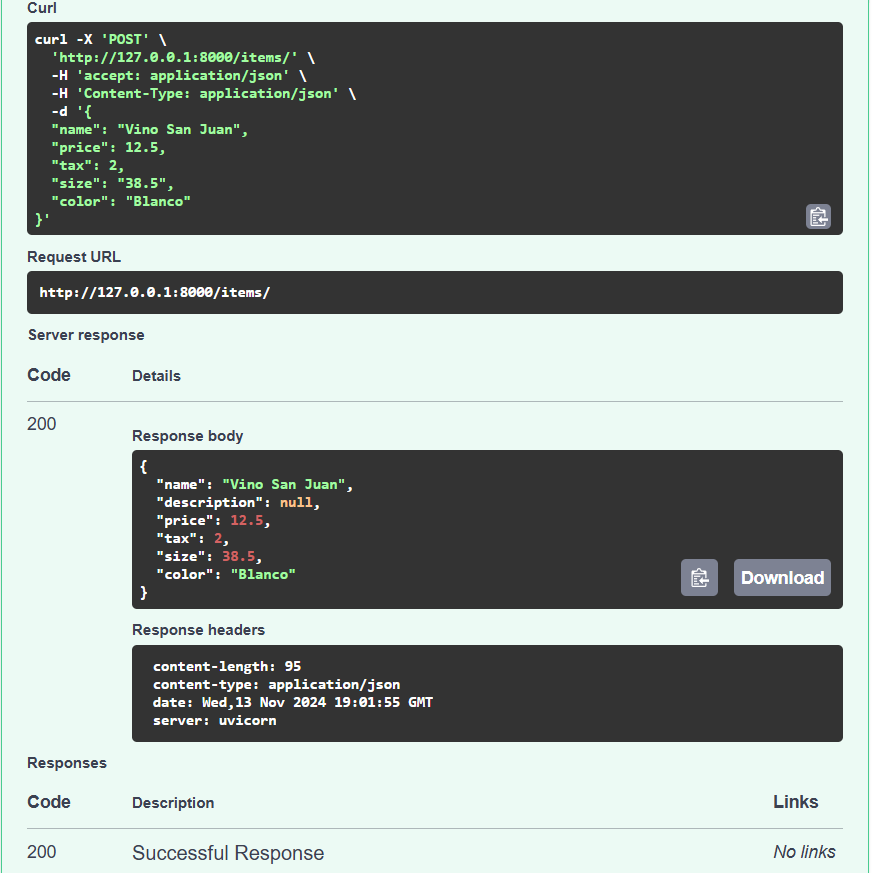 Curl
curl -X 'POST' \
  'http://127.0.0.1:8000/items/' \
  -H 'accept: application/json' \
  -H 'Content-Type: application/json' \
  -d '{
  "name": "Vino San Juan",
  "price": 12.5,
  "tax": 2,
  "size": "38.5",
  "color": "Blanco"
}'
Request URL
http://127.0.0.1:8000/items/
Server response
Code Details
200
Response body
{
  "name": "Vino San Juan",
  "description": null,
  "price": 12.5,
  "tax": 2,
  "size": 38.5,
  "color": "Blanco"
}
Download
Response headers
content-length: 95
content-type: application/json
date: Wed,13 Nov 2024 19:01:55 GMT
server: uvicorn
Responses
Code Description Links
200 Successful Response No links